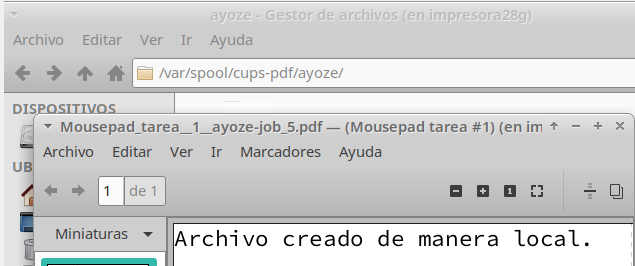 ayoze - Gestor de archivos (en impresora28g)
Archivo Editar Ver Ir Ayuda
/var/spool/cups-pdf/ayoze/
DISPOSITIVOS
Mousepad_tarea__1__ayoze-job_5.pdf — (Mousepad tarea #1) (en im
Archivo Editar Ver Ir Marcadores Ayuda
UB
1 de 1
Miniaturas
Archivo creado de manera local.